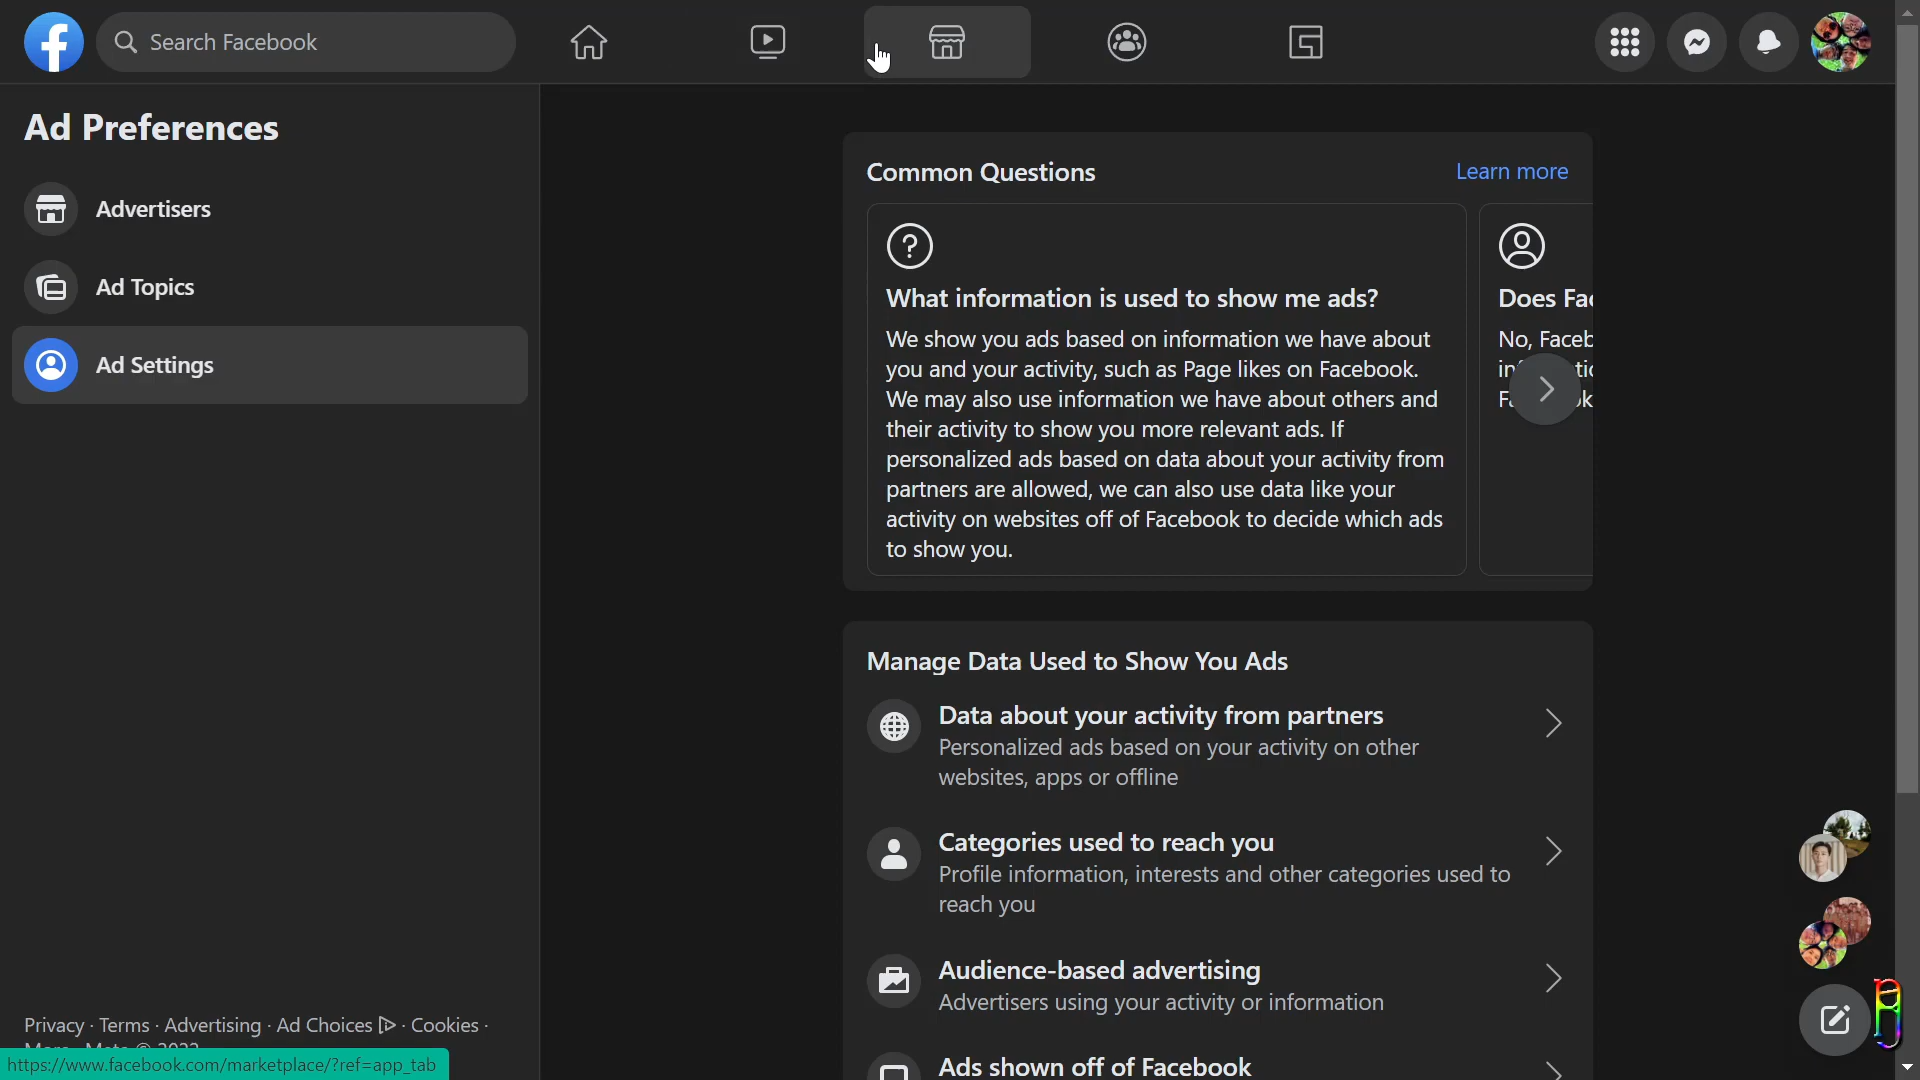 Search Facebook
Ad Preferences
Advertisers
Ad Topics
Ad Settings
Common Questions
Learn more
What information is used to show me ads?
We show you ads based on information we have about
you and your activity, such as Page likes on Facebook.
We may also use information we have about others and
their activity to show you more relevant ads. If
personalized ads based on data about your activity from
partners are allowed, we can also use data like your
activity on websites off of Facebook to decide which ads
to show you.
Does
No,
Manage Data Used to Show You Ads
Data about your activity from partners
Personalized ads based on your activity on other
websites, apps or offline
Categories used to reach you
Profile information, interests and other categories used to
reach you
Audience-based advertising
Advertisers using your activity or information
Ads shown off of Facebook
Privacy · Terms · Advertising · Ad Choices · Cookies ·
https://www.facebook.com/marketplace/?ref=app_tab